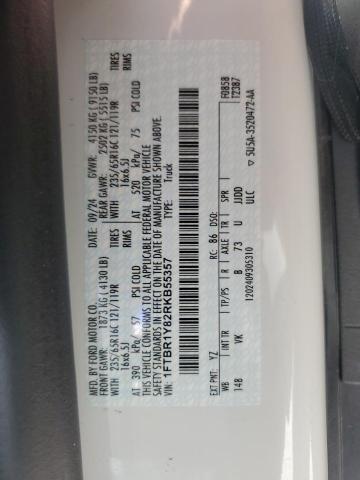 MFD. BY FORD MOTOR CO.
DATE: 09/24 GVWR: 4150 KG ( 9150 LB)
FRONT GAWR: 1873 KG ( 4130 LB) REAR GAWR: 2502 KG ( 5515 LB)
WITH 235/65R16C 121/119R TIRES WITH 235/65R16C 121/119R TIRES
16x6.5J RIMS 16x6.5J RIMS
AT 390 kPa/ 57 PSI COLD AT 520 kPa/ 75 PSI COLD
THIS VEHICLE CONFORMS TO ALL APPLICABLE FEDERAL MOTOR VEHICLE
SAFETY STANDARDS IN EFFECT ON THE DATE OF MANUFACTURE SHOWN ABOVE.
VIN: 1FTBR1Y82RKB55357
TYPE: Truck
F0858
T2387
EXT PNT: YZ RC: 86 DSO:
WB INT TR TP/PS R AXLE TR SPR
148 VK B 73 U JJDD
ULC
1202409305310
▽ SU5A-3520472-AA